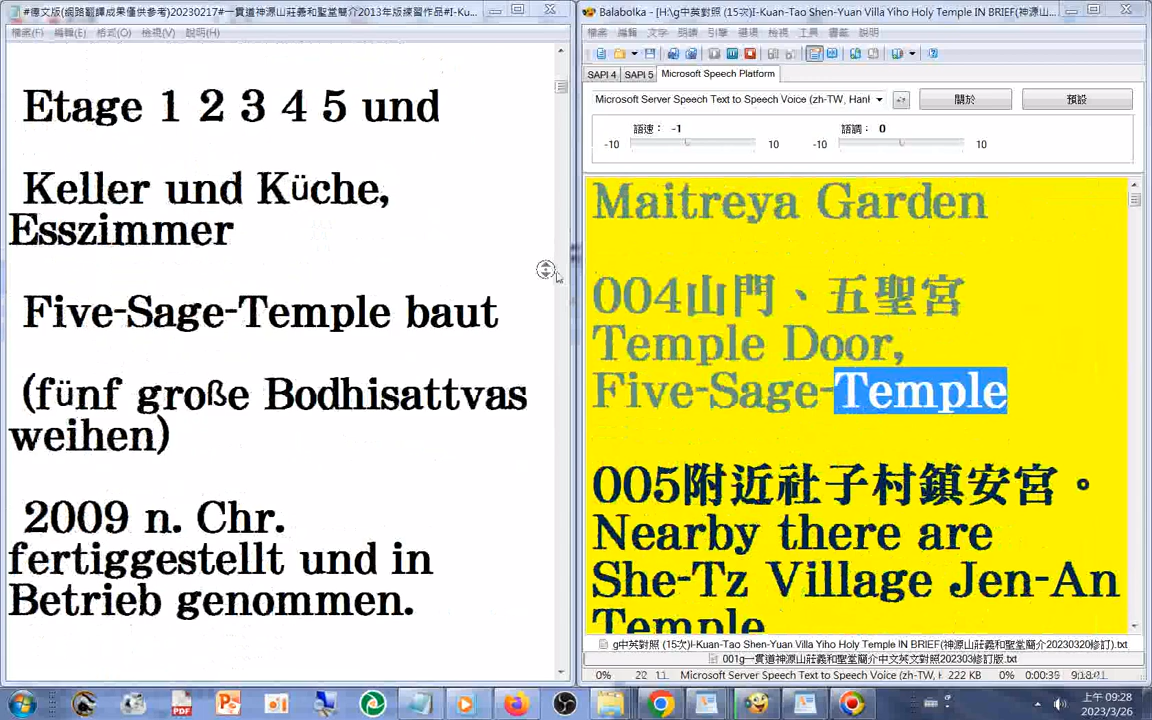 #德文版(網路翻譯成果僅供參考)20230217#一貫道神源山莊義和聖堂簡介2013年版練習作品#I-Ku...
檔案(F) 編輯(E) 格式(O) 檢視(V) 說明(H)
Etage 1 2 3 4 5 und
Keller und Küche,
Esszimmer
Five-Sage-Temple baut
(fünf große Bodhisattvas
weihen)
2009 n. Chr.
fertiggestellt und in
Betrieb genommen.
Balabolka - [H:\g中英對照 (15次)I-Kuan-Tao Shen-Yuan Villa Yiho Holy Temple IN BRIEF(神源山莊...
檔案 編輯 文字 朗讀 引擎 選項 檢視 工具 書籤 說明
SAPI 4 SAPI 5 Microsoft Speech Platform
Microsoft Server Speech Text to Speech Voice (zh-TW, Hanl
關於
預設
語速： -1
語調： 0
-10 10 -10 10
Maitreya Garden
004山門、五聖宮
Temple Door,
Five-Sage-Temple
005附近社子村鎮安宮。
Nearby there are
She-Tz Village Jen-An
Temple
g中英對照 (15次)I-Kuan-Tao Shen-Yuan Villa Yiho Holy Temple IN BRIEF(神源山莊義和聖堂簡介20230320修訂).txt
001g一貫道神源山莊義和聖堂簡介中文英文對照202303修訂版.txt
0% 22 11 Microsoft Server Speech Text to Speech Voice (zh-TW, H 222 KB 0% 0:00:39
上午 09:28
2023/3/26